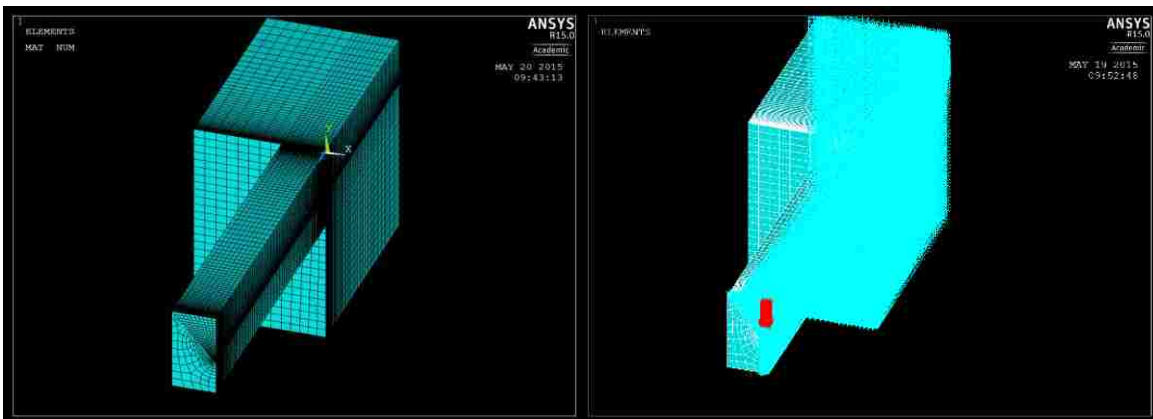 1
ELEMENTS
MAT NUM
ANSYS
R15.0
Academic
MAY 20 2015
09:43:13
Y
X
1
ELEMENTS
ANSYS
R15.0
Academic
MAY 19 2015
09:52:48